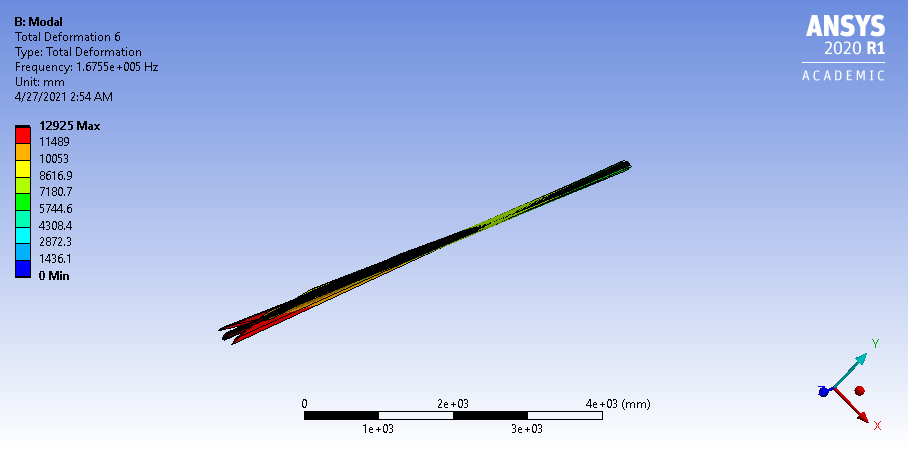 B: Modal
Total Deformation 6
Type: Total Deformation
Frequency: 1.6755e+005 Hz
Unit: mm
4/27/2021 2:54 AM
12925 Max
11489
10053
8616.9
7180.7
5744.6
4308.4
2872.3
1436.1
0 Min
ANSYS
2020 R1
ACADEMIC
0
2e+03
4e+03 (mm)
1e+03
3e+03
Y
Z
X